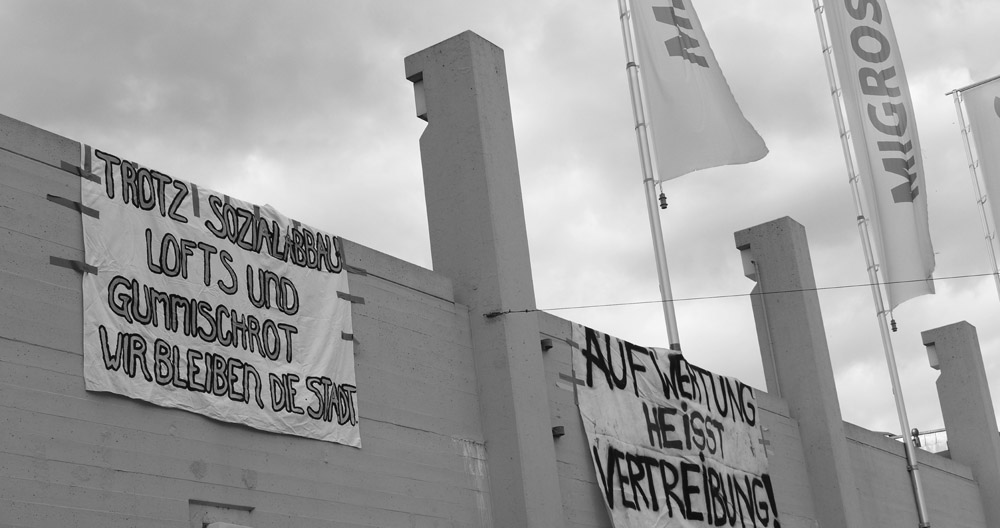 TROTZ SOZIALABBAU
LOFTS UND
GUMMISCHROT
WIR BLEIBEN DIE STADT
AUFWERTUNG
HEISST
VERTREIBUNG!
MIGROS